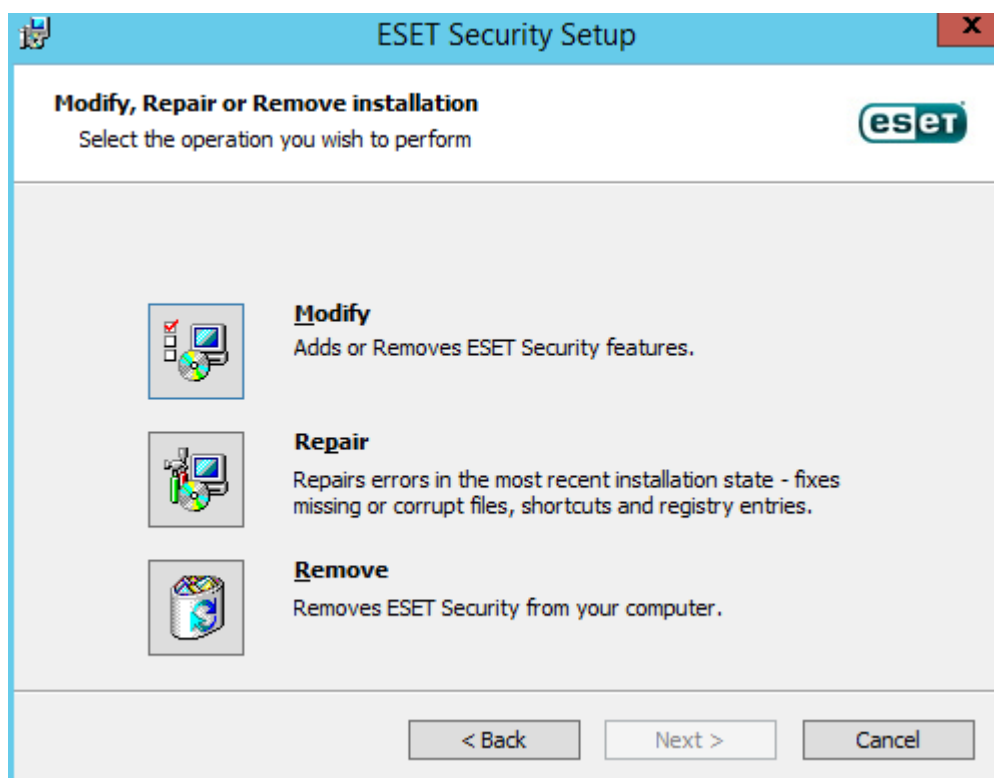 ESET Security Setup
x
Modify, Repair or Remove installation
Select the operation you wish to perform
eseT
Modify
Adds or Removes ESET Security features.
Repair
Repairs errors in the most recent installation state - fixes
missing or corrupt files, shortcuts and registry entries.
Remove
Removes ESET Security from your computer.
< Back
Next >
Cancel